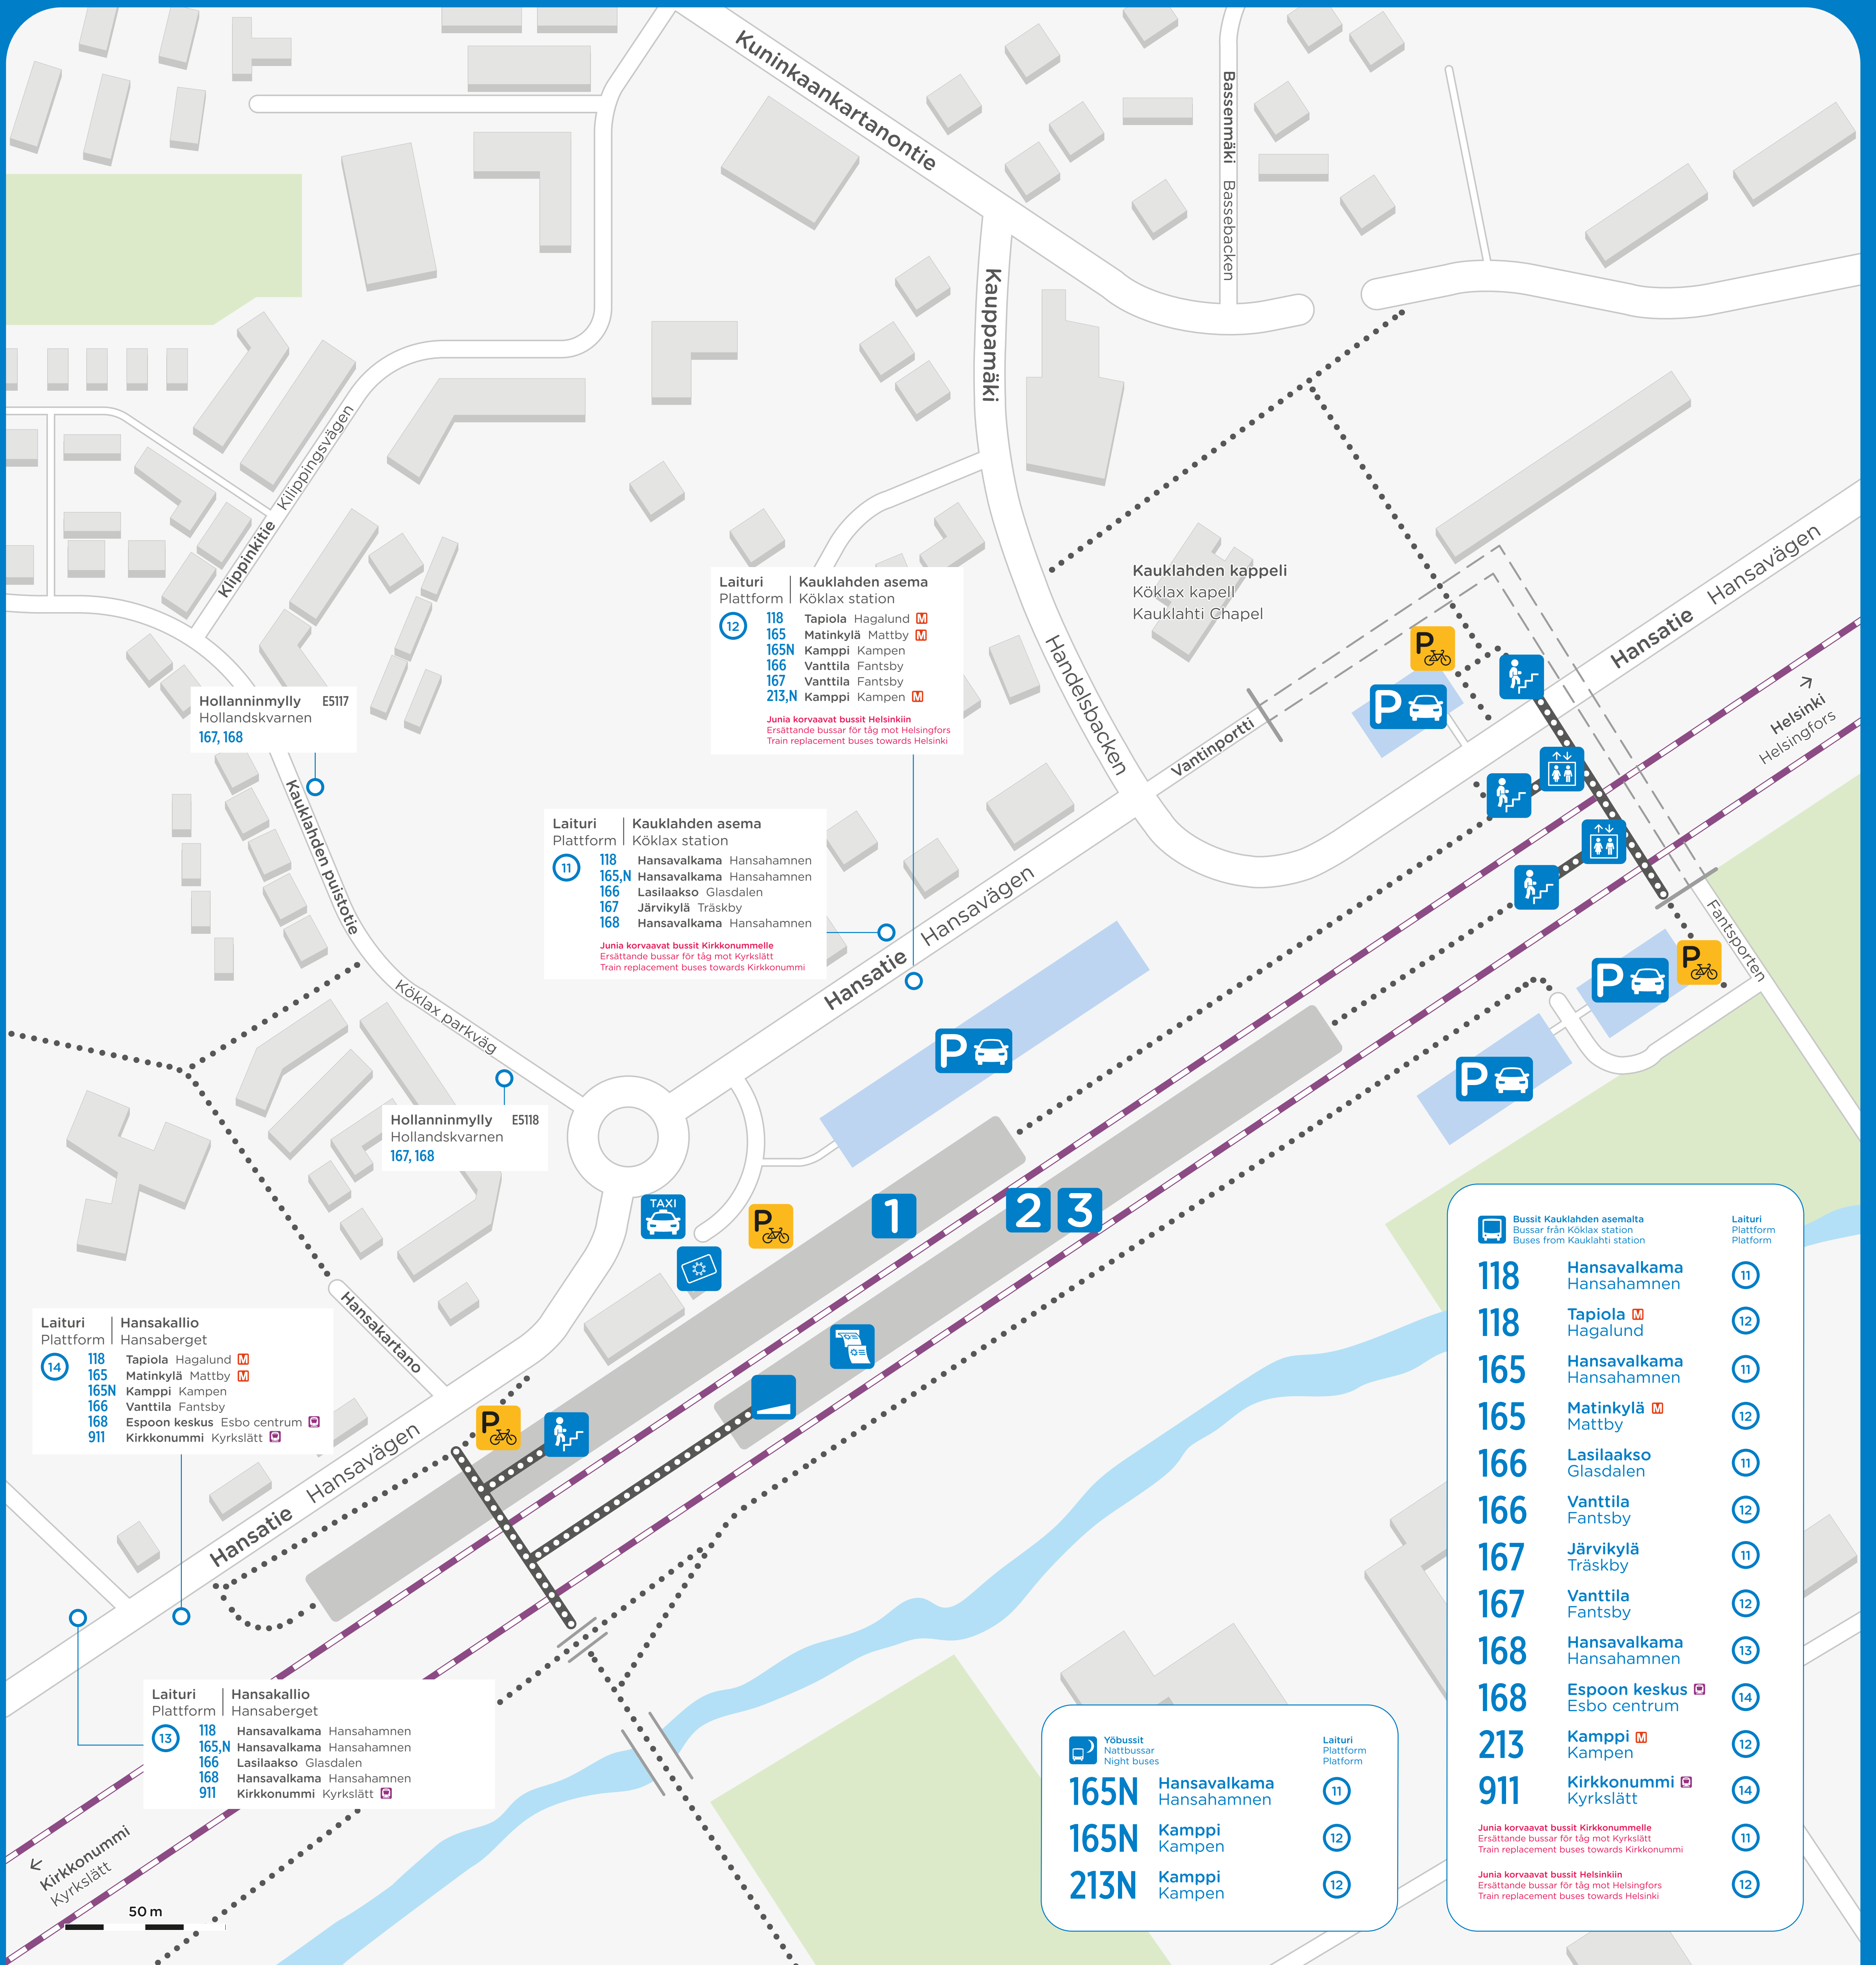 Kuninkaankartanontie
Bassenmäki Bassebacken
Kauppamäki
Handelsbacken
Klippinkitie Kilippingsvägen
Kauklahden kappeli
Köklax kapell
Kauklahti Chapel
Laituri Kauklahden asema
Plattform Köklax station
12
118 Tapiola Hagalund M
165 Matinkylä Mattby M
165N Kamppi Kampen
166 Vanttila Fantsby
167 Vanttila Fantsby
213,N Kamppi Kampen M
Junia korvaavat bussit Helsinkiin
Ersättande bussar för tåg mot Helsingfors
Train replacement buses towards Helsinki
Hansatie Hansavägen
P
P
Helsinki
Helsingfors
Vantinportti
Hollanninmylly E5117
Hollandskvarnen
167, 168
Kauklahden puistotie
Köklax parkväg
Laituri Kauklahden asema
Plattform Köklax station
11
118 Hansavalkama Hansahamnen
165,N Hansavalkama Hansahamnen
166 Lasilaakso Glasdalen
167 Järvikylä Träskby
168 Hansavalkama Hansahamnen
Junia korvaavat bussit Kirkkonummelle
Ersättande bussar för tåg mot Kyrkslätt
Train replacement buses towards Kirkkonummi
Hansatie Hansavägen
Fantsporten
P
P
P
P
Hollanninmylly E5118
Hollandskvarnen
167, 168
TAXI
P
1
2 3
Hansakartano
Laituri Hansakallio
Plattform Hansaberget
14
118 Tapiola Hagalund M
165 Matinkylä Mattby M
165N Kamppi Kampen
166 Vanttila Fantsby
168 Espoon keskus Esbo centrum
911 Kirkkonummi Kyrkslätt
P
Hansatie Hansavägen
Laituri Hansakallio
Plattform Hansaberget
13
118 Hansavalkama Hansahamnen
165,N Hansavalkama Hansahamnen
166 Lasilaakso Glasdalen
168 Hansavalkama Hansahamnen
911 Kirkkonummi Kyrkslätt
Kirkkonummi
Kyrkslätt
50 m
Yöbussit Laituri
Nattbussar Plattform
Night buses Platform
165N Hansavalkama 11
Hansahamnen
165N Kamppi 12
Kampen
213N Kamppi 12
Kampen
Bussit Kauklahden asemalta Laituri
Bussar från Köklax station Plattform
Buses from Kauklahti station Platform
118 Hansavalkama 11
Hansahamnen
118 Tapiola M 12
Hagalund
165 Hansavalkama 11
Hansahamnen
165 Matinkylä M 12
Mattby
166 Lasilaakso 11
Glasdalen
166 Vanttila 12
Fantsby
167 Järvikylä 11
Träskby
167 Vanttila 12
Fantsby
168 Hansavalkama 13
Hansahamnen
168 Espoon keskus 14
Esbo centrum
213 Kamppi M 12
Kampen
911 Kirkkonummi 14
Kyrkslätt
Junia korvaavat bussit Kirkkonummelle
Ersättande bussar för tåg mot Kyrkslätt 11
Train replacement buses towards Kirkkonummi
Junia korvaavat bussit Helsinkiin
Ersättande bussar för tåg mot Helsingfors 12
Train replacement buses towards Helsinki